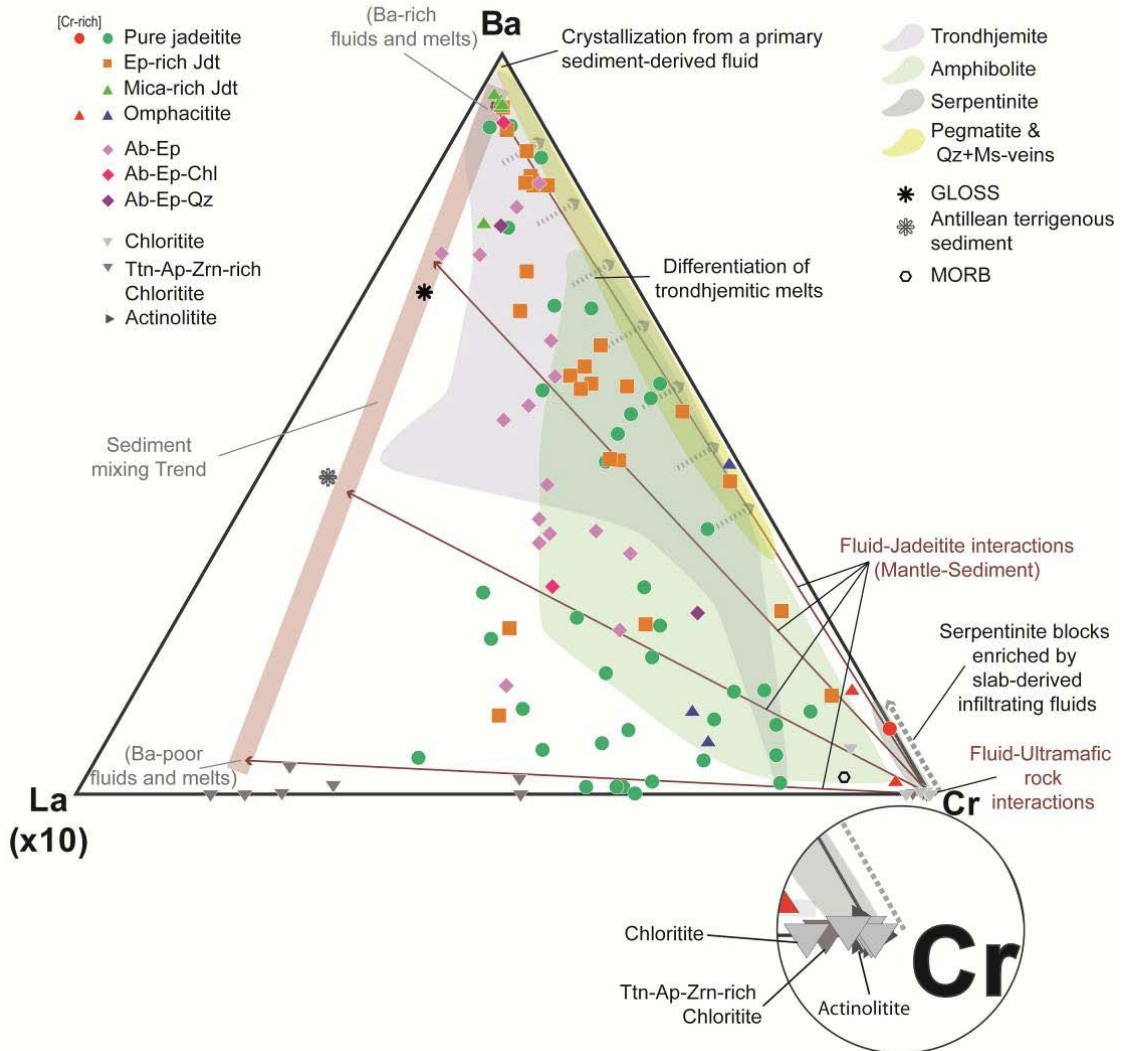 [Cr-rich]
Pure jadeitite
Ep-rich Jdt
Mica-rich Jdt
Omphacitite
Ab-Ep
Ab-Ep-Chl
Ab-Ep-Qz
Chloritite
Ttn-Ap-Zrn-rich
Chloritite
Actinolitite
(Ba-rich
fluids and melts)
Ba
Crystallization from a primary
sediment-derived fluid
Trondhjemite
Amphibolite
Serpentinite
Pegmatite &
Qz+Ms-veins
GLOSS
Antillean terrigenous
sediment
MORB
Differentiation of
trondhjemitic melts
Sediment
mixing Trend
Fluid-Jadeitite interactions
(Mantle-Sediment)
Serpentinite blocks
enriched by
slab-derived
infiltrating fluids
(Ba-poor
fluids and melts)
Fluid-Ultramafic
rock
interactions
La
(x10)
Cr
Chloritite
Ttn-Ap-Zrn-rich
Chloritite
Actinolitite
Cr